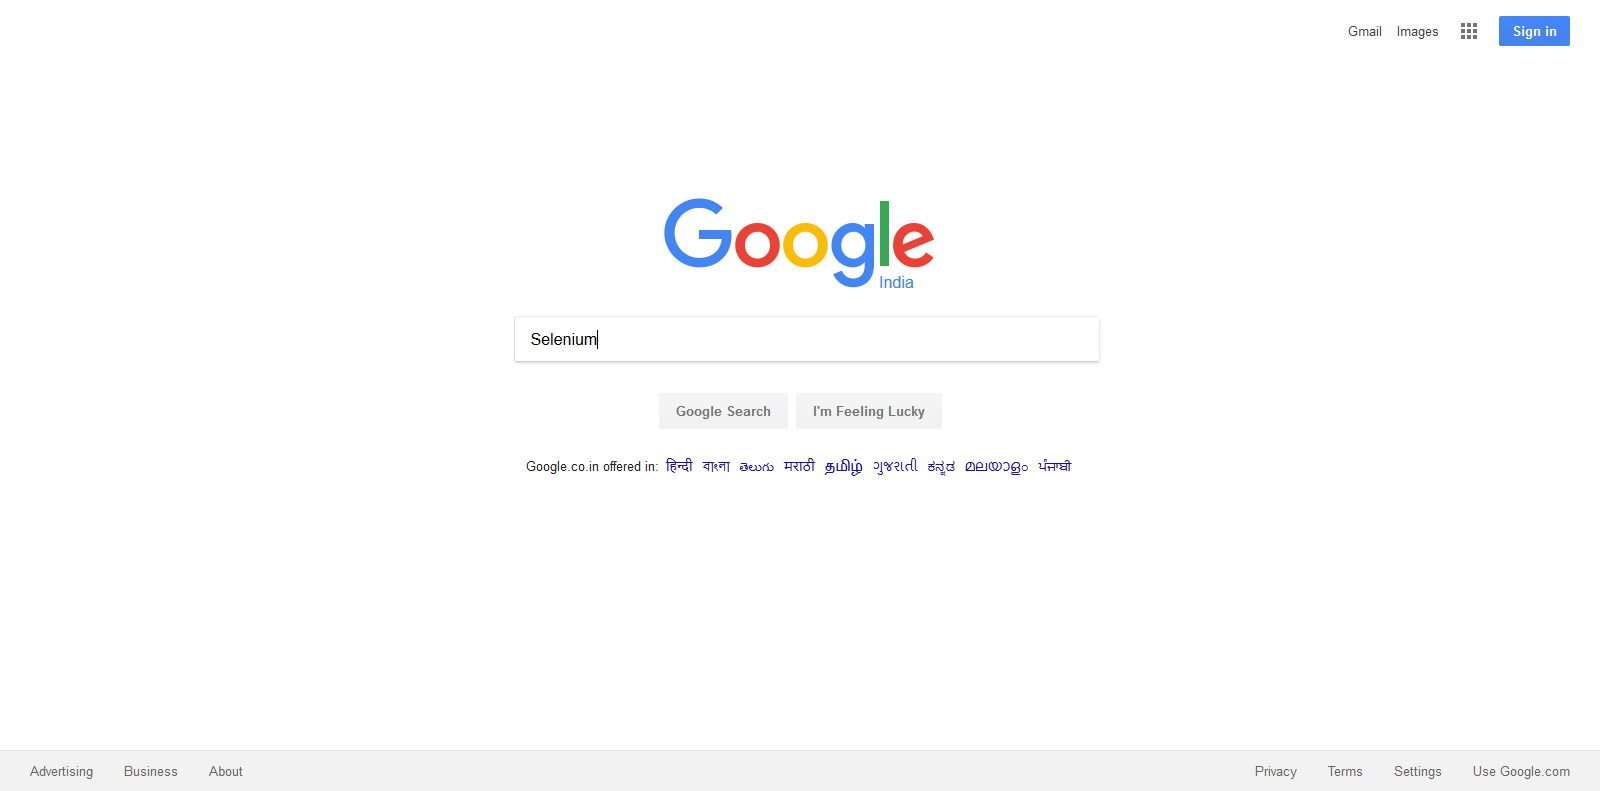 Gmail Images Sign in
Google
India
Selenium
Google Search I'm Feeling Lucky
Google.co.in offered in: हिन्दी বাংলা తెలుగు मराठी தமிழ் ગુજરાતી ಕನ್ನಡ മലയാളം ਪੰਜਾਬੀ
Advertising Business About Privacy Terms Settings Use Google.com